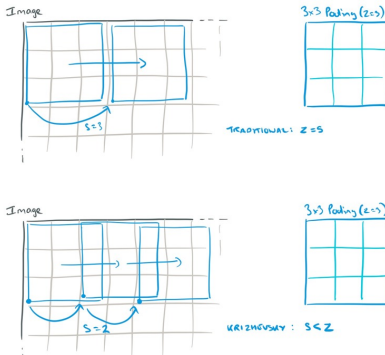 Image
3x3 Pooling (z=3)
S=3
TRADITIONAL: Z=S
Image
3x3 Pooling (z=3)
S=2
KRIZHEVSKY: S<Z